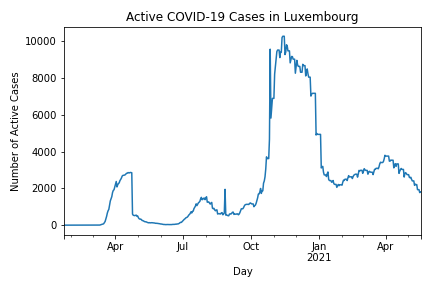 Active COVID-19 Cases in Luxembourg
Number of Active Cases
10000
8000
6000
4000
2000
0
Apr
Jul
Oct
Jan
2021
Apr
Day